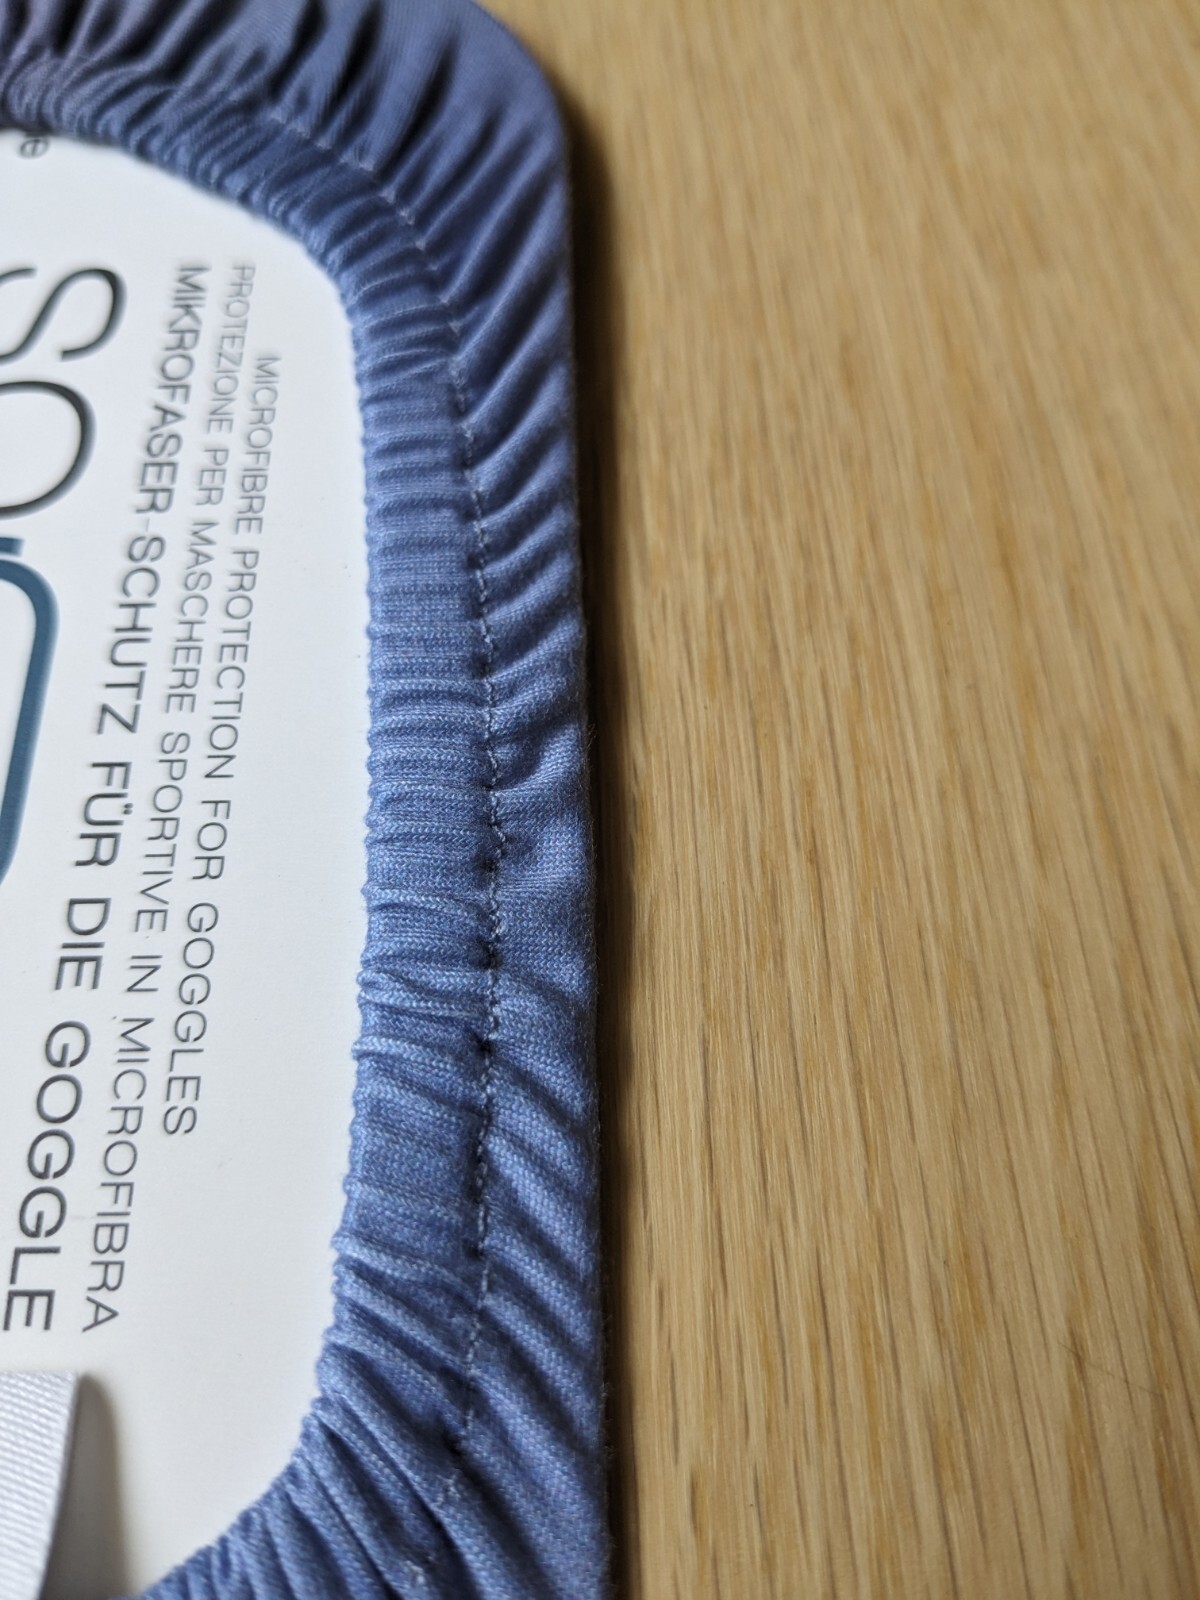 MICROFIBRE PROTECTION FOR GOGGLES
PROTEZIONE PER MASCHERE SPORTIVE IN MICROFIBRA
MIKROFASER-SCHUTZ FÜR DIE GOGGLE